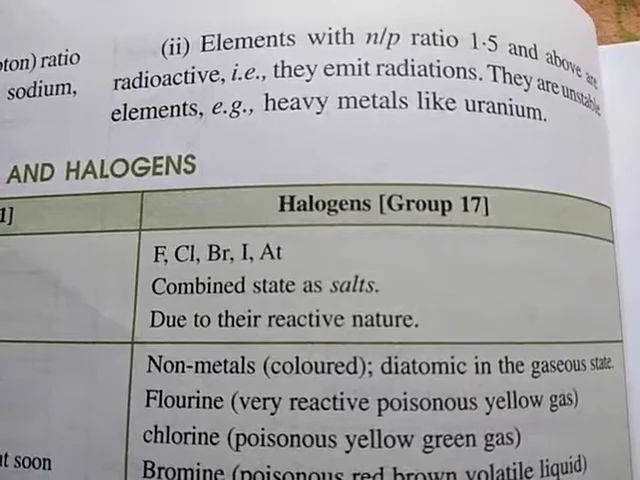 ton) ratio
sodium,
(ii) Elements with n/p ratio 1·5 and above are
radioactive, i.e., they emit radiations. They are unstable
elements, e.g., heavy metals like uranium.
AND HALOGENS
1]
Halogens [Group 17]
F, Cl, Br, I, At
Combined state as salts.
Due to their reactive nature.
Non-metals (coloured); diatomic in the gaseous state.
Flourine (very reactive poisonous yellow gas)
chlorine (poisonous yellow green gas)
t soon
Bromine (poisonous red brown volatile liquid)